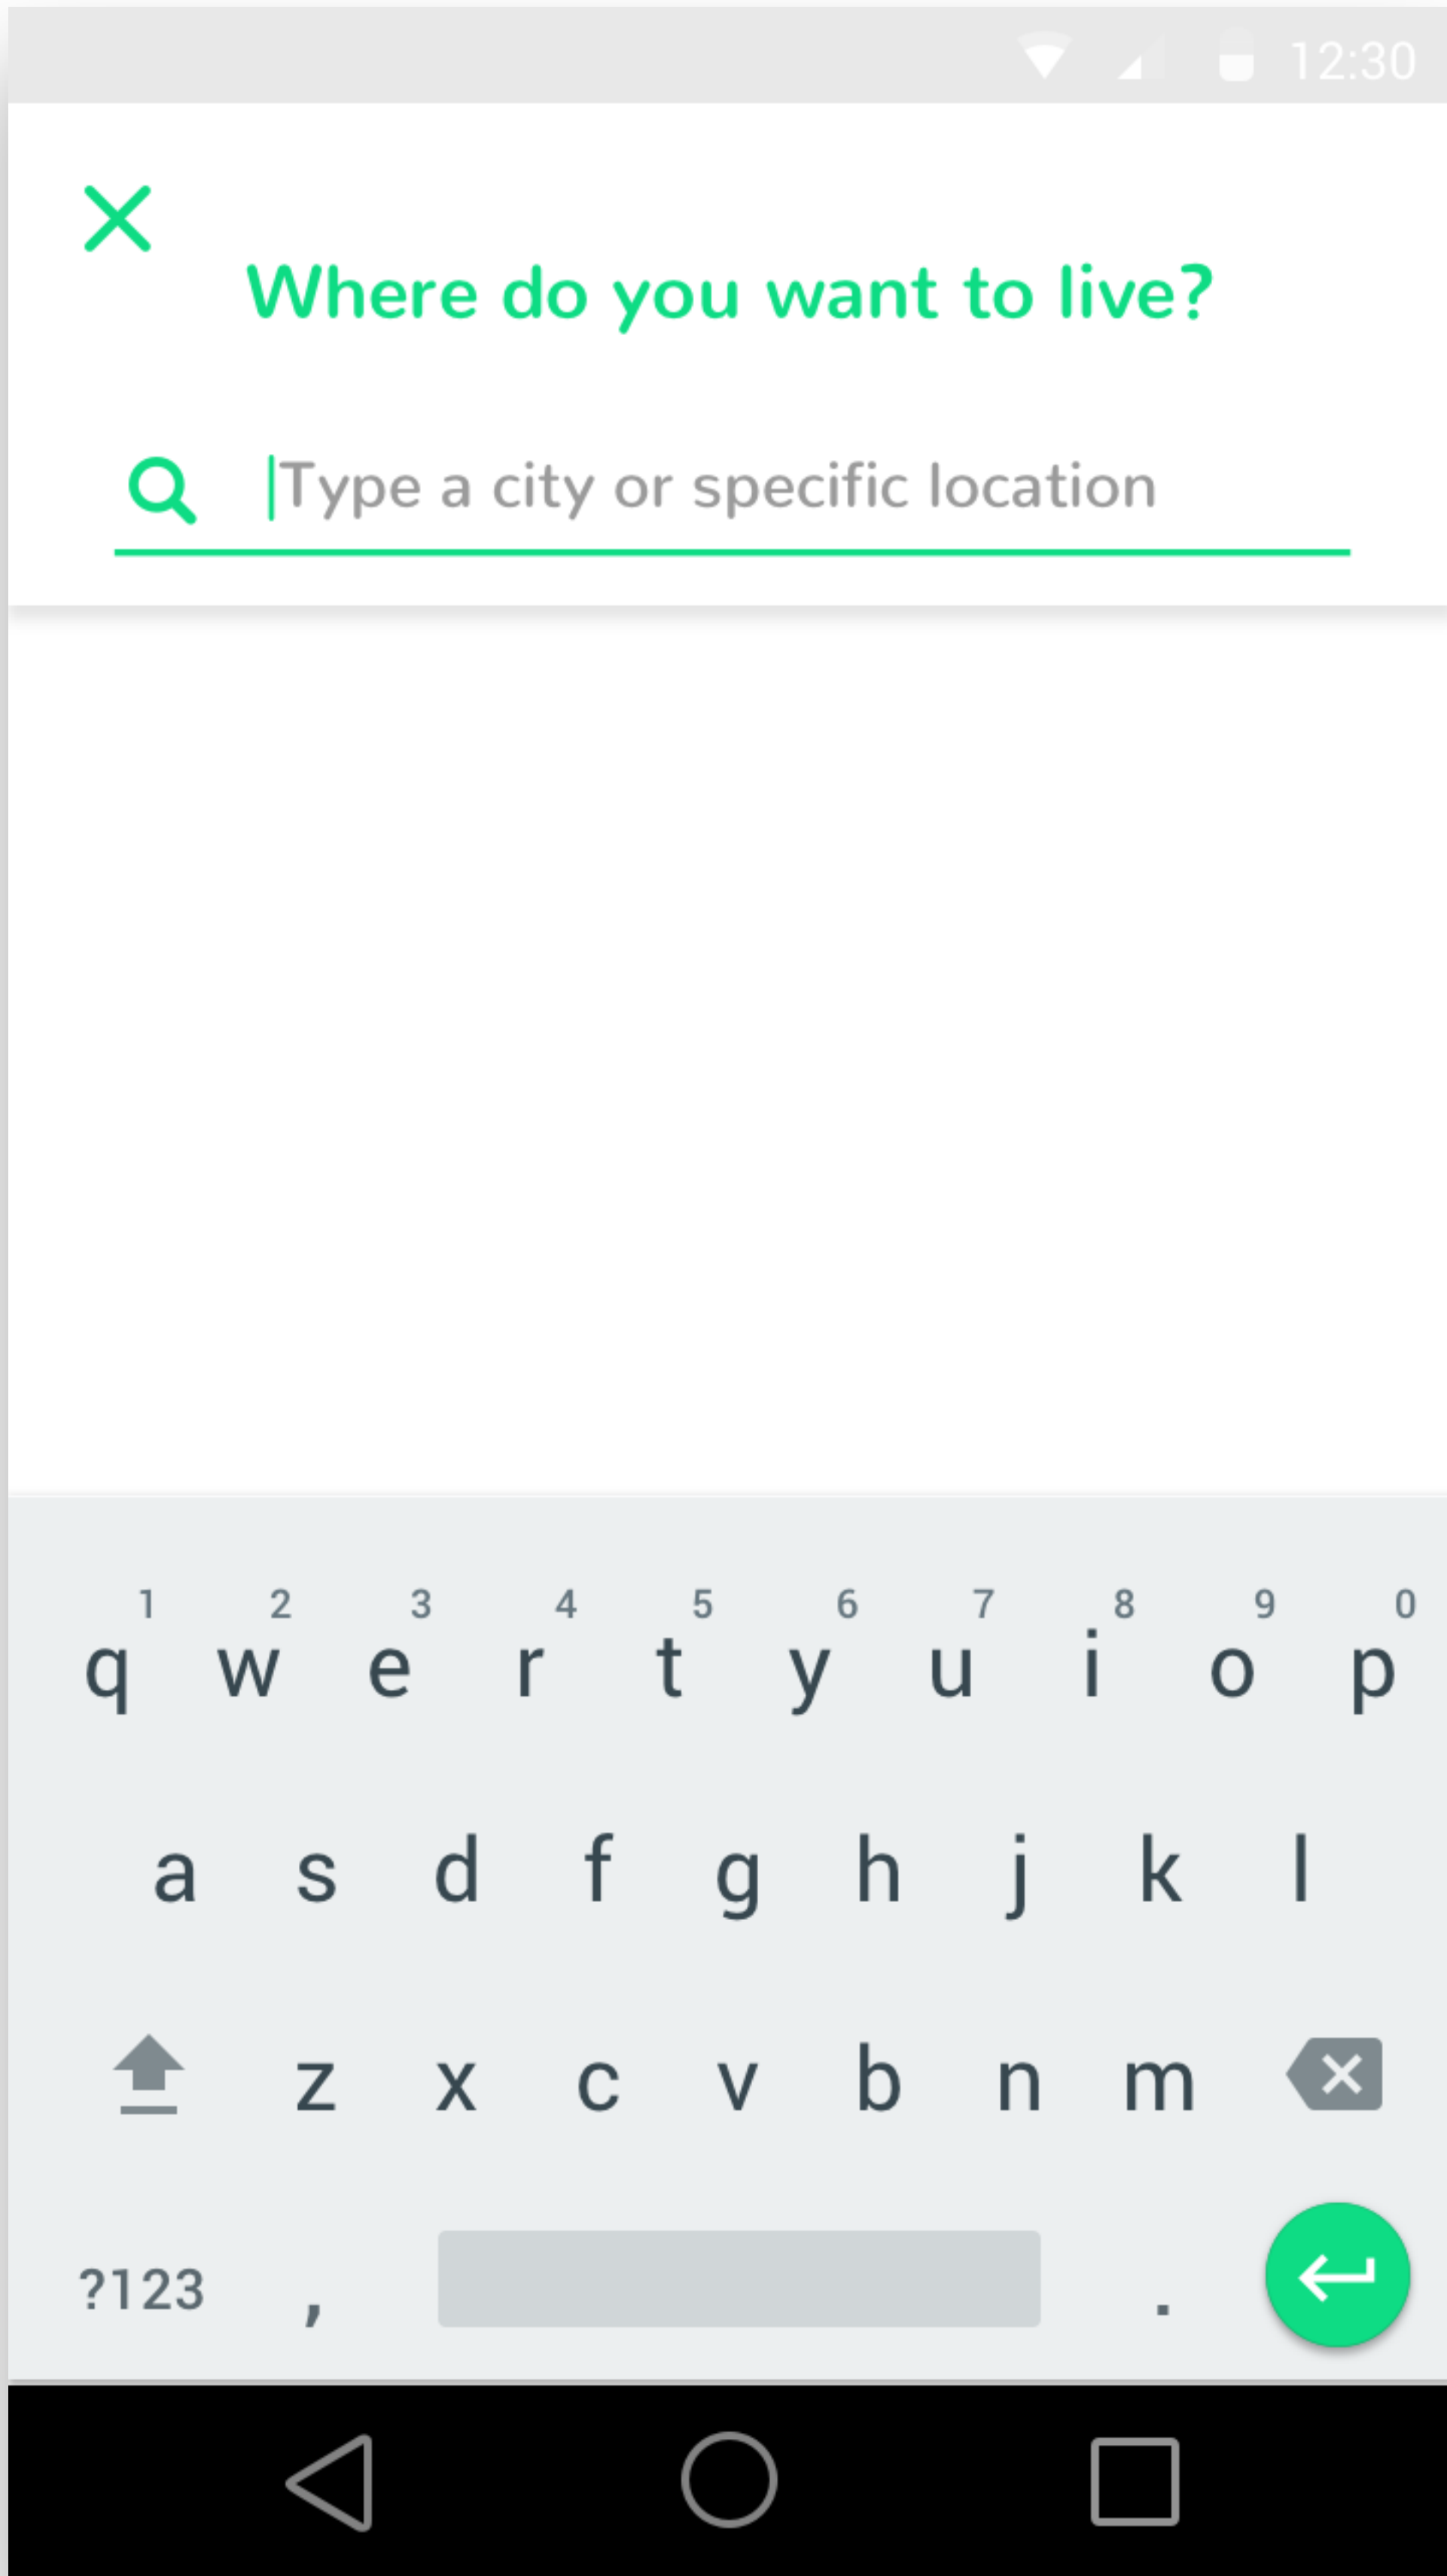 12:30
Where do you want to live?
Type a city or specific location
1 2 3 4 5 6 7 8 9 0
q w e r t y u i o p
a s d f g h j k l
z x c v b n m
?123 , .